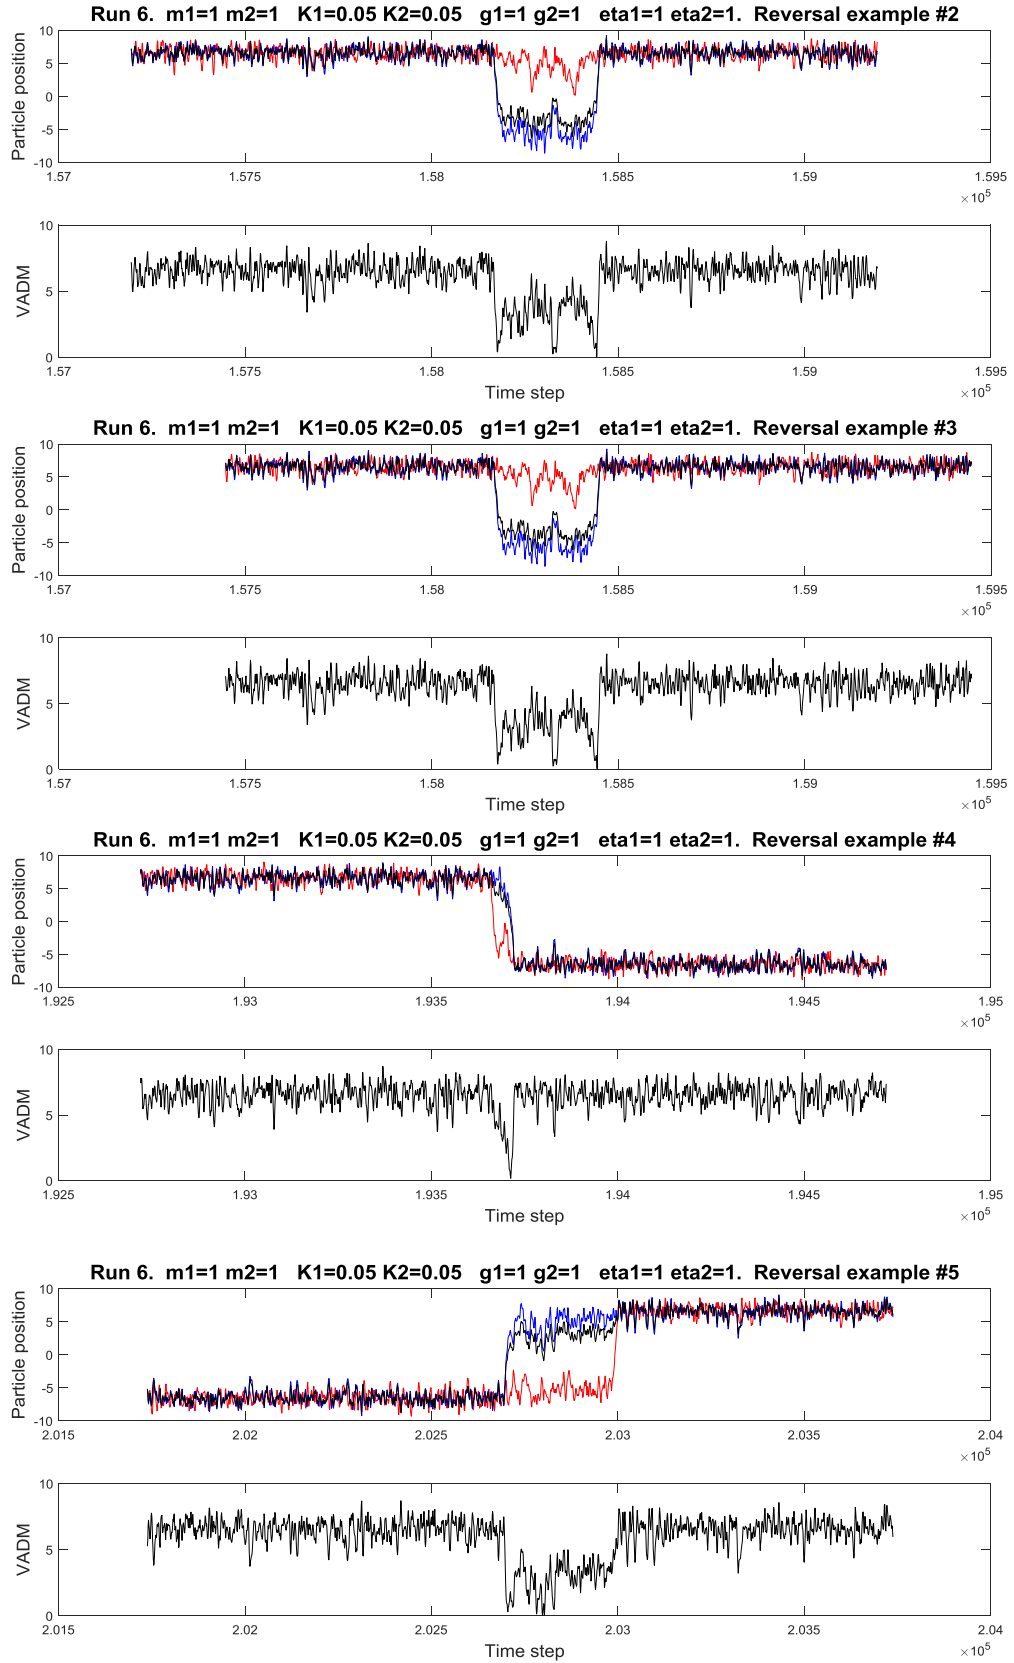 Run 6.  m1=1 m2=1   K1=0.05 K2=0.05   g1=1 g2=1   eta1=1 eta2=1.  Reversal example #2
Particle position
10
5
0
-5
-10
1.57 1.575 1.58 1.585 1.59 1.595
×10^5
VADM
10
5
0
1.57 1.575 1.58 1.585 1.59 1.595
Time step
×10^5
Run 6.  m1=1 m2=1   K1=0.05 K2=0.05   g1=1 g2=1   eta1=1 eta2=1.  Reversal example #3
Particle position
10
5
0
-5
-10
1.57 1.575 1.58 1.585 1.59 1.595
×10^5
VADM
10
5
0
1.57 1.575 1.58 1.585 1.59 1.595
Time step
×10^5
Run 6.  m1=1 m2=1   K1=0.05 K2=0.05   g1=1 g2=1   eta1=1 eta2=1.  Reversal example #4
Particle position
10
5
0
-5
-10
1.925 1.93 1.935 1.94 1.945 1.95
×10^5
VADM
10
5
0
1.925 1.93 1.935 1.94 1.945 1.95
Time step
×10^5
Run 6.  m1=1 m2=1   K1=0.05 K2=0.05   g1=1 g2=1   eta1=1 eta2=1.  Reversal example #5
Particle position
10
5
0
-5
-10
2.015 2.02 2.025 2.03 2.035 2.04
×10^5
VADM
10
5
0
2.015 2.02 2.025 2.03 2.035 2.04
Time step
×10^5